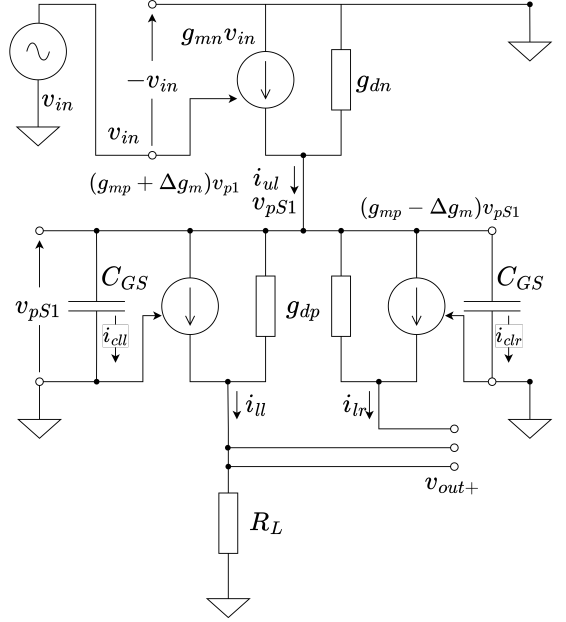 g_{mn}v_{in}
-v_{in}
g_{dn}
v_{in}
v_{in}
(g_{mp} + Δg_m)v_{p1}
i_{ul}
v_{pS1}
(g_{mp} − Δg_m)v_{pS1}
C_{GS}
C_{GS}
v_{pS1}
g_{dp}
i_{cll}
i_{clr}
i_{ll}
i_{lr}
v_{out+}
R_L